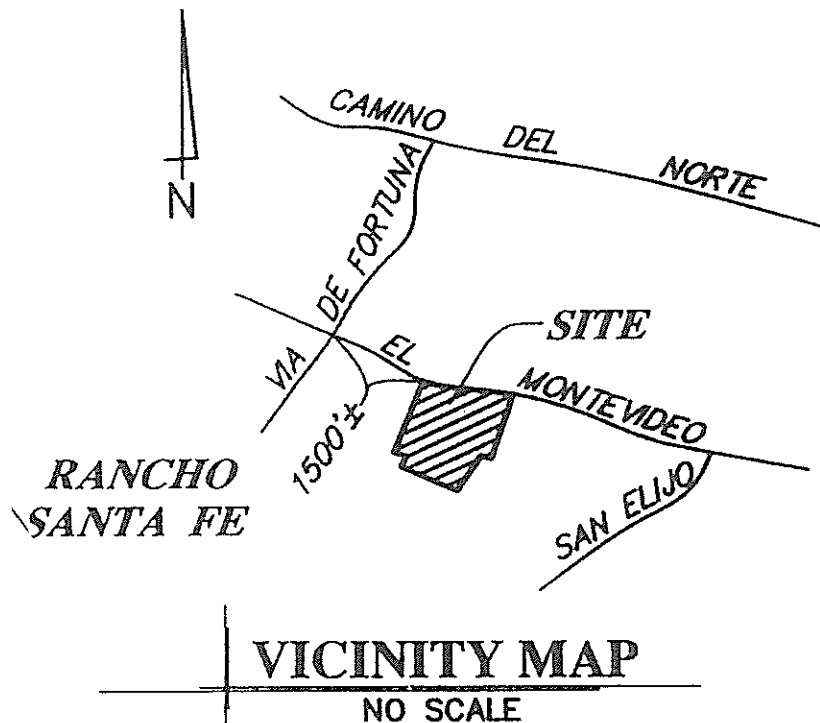 N
CAMINO DEL NORTE
VIA DE FORTUNA
SITE
EL MONTEVIDEO
1500'±
RANCHO
SANTA FE
SAN ELIJO
VICINITY MAP
NO SCALE